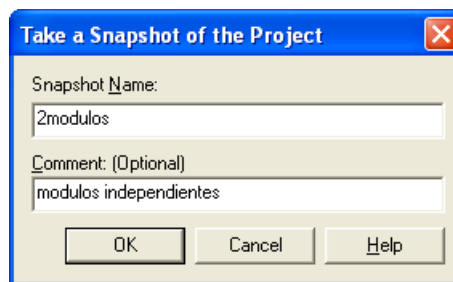 Take a Snapshot of the Project
Snapshot Name:
2modulos
Comment: (Optional)
modulos independientes
OK Cancel Help